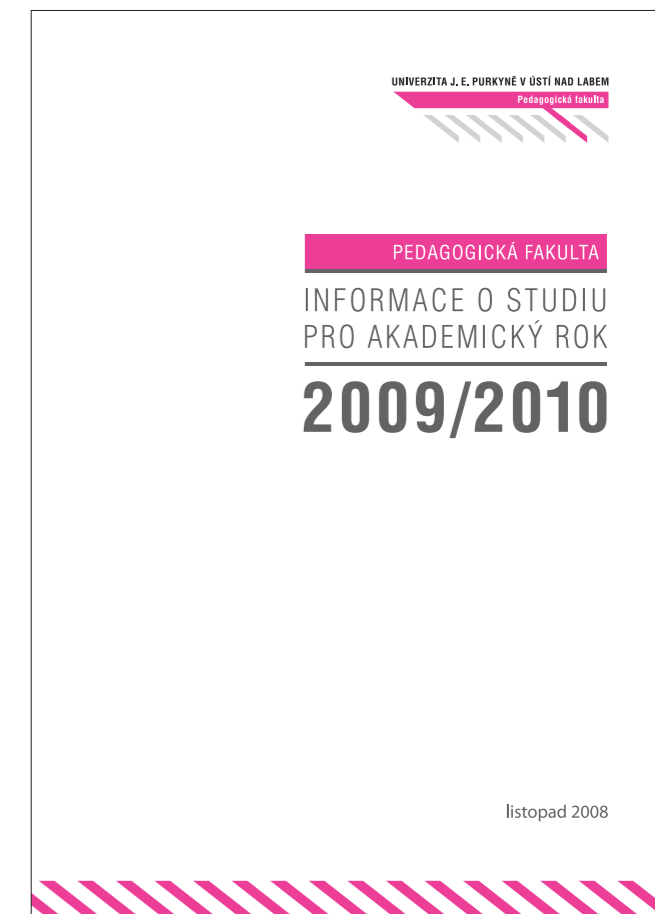 UNIVERZITA J. E. PURKYNĚ V ÚSTÍ NAD LABEM
Pedagogická fakulta
PEDAGOGICKÁ FAKULTA
INFORMACE O STUDIU
PRO AKADEMICKÝ ROK
2009/2010
listopad 2008